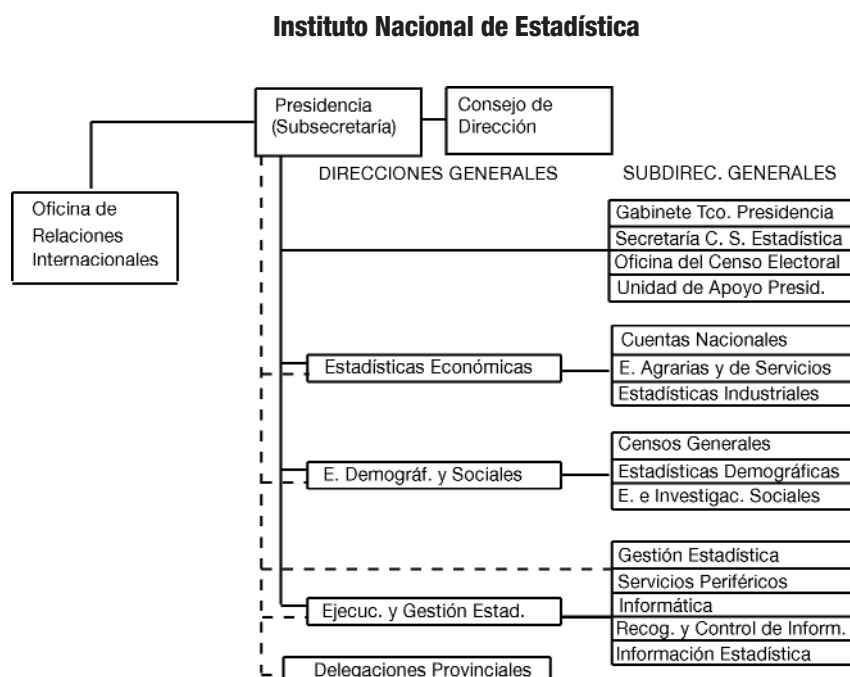 Instituto Nacional de Estadística
Presidencia
(Subsecretaría)
Consejo de
Dirección
DIRECCIONES GENERALES
SUBDIREC. GENERALES
Oficina de
Relaciones
Internacionales
Gabinete Tco. Presidencia
Secretaría C. S. Estadística
Oficina del Censo Electoral
Unidad de Apoyo Presid.
Estadísticas Económicas
Cuentas Nacionales
E. Agrarias y de Servicios
Estadísticas Industriales
E. Demográf. y Sociales
Censos Generales
Estadísticas Demográficas
E. e Investigac. Sociales
Ejecuc. y Gestión Estad.
Gestión Estadística
Servicios Periféricos
Informática
Recog. y Control de Inform.
Información Estadística
Delegaciones Provinciales